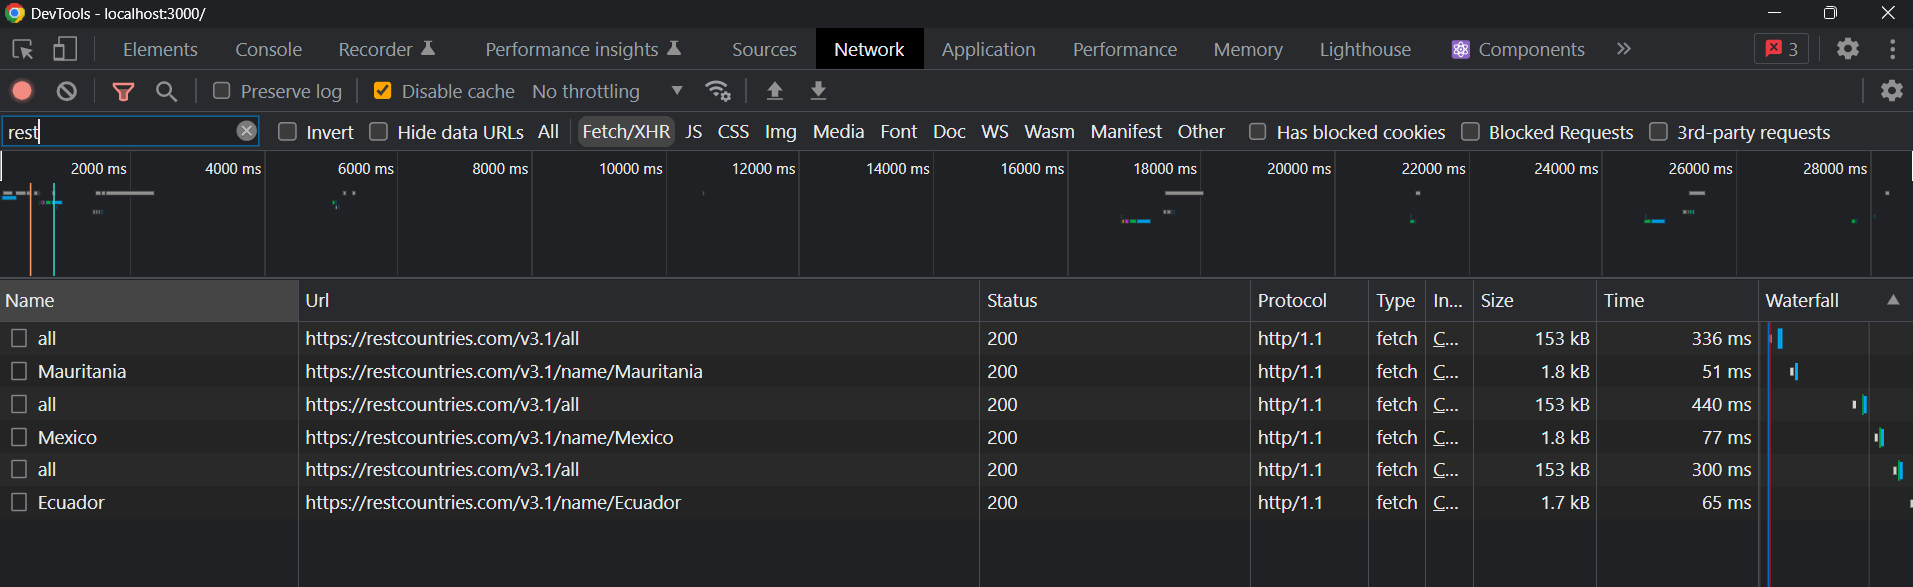 DevTools - localhost:3000/
Elements Console Recorder Performance insights Sources Network Application Performance Memory Lighthouse Components 3
Preserve log Disable cache No throttling
rest Invert Hide data URLs All Fetch/XHR JS CSS Img Media Font Doc WS Wasm Manifest Other Has blocked cookies Blocked Requests 3rd-party requests
2000 ms 4000 ms 6000 ms 8000 ms 10000 ms 12000 ms 14000 ms 16000 ms 18000 ms 20000 ms 22000 ms 24000 ms 26000 ms 28000 ms
Name Url Status Protocol Type In... Size Time Waterfall
all https://restcountries.com/v3.1/all 200 http/1.1 fetch C... 153 kB 336 ms
Mauritania https://restcountries.com/v3.1/name/Mauritania 200 http/1.1 fetch C... 1.8 kB 51 ms
all https://restcountries.com/v3.1/all 200 http/1.1 fetch C... 153 kB 440 ms
Mexico https://restcountries.com/v3.1/name/Mexico 200 http/1.1 fetch C... 1.8 kB 77 ms
all https://restcountries.com/v3.1/all 200 http/1.1 fetch C... 153 kB 300 ms
Ecuador https://restcountries.com/v3.1/name/Ecuador 200 http/1.1 fetch C... 1.7 kB 65 ms